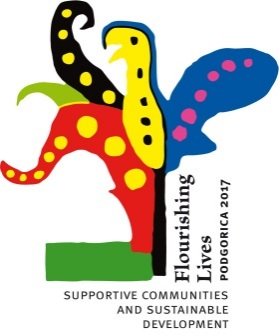 Flourishing
Lives
PODGORICA 2017
SUPPORTIVE COMMUNITIES
AND SUSTAINABLE
DEVELOPMENT